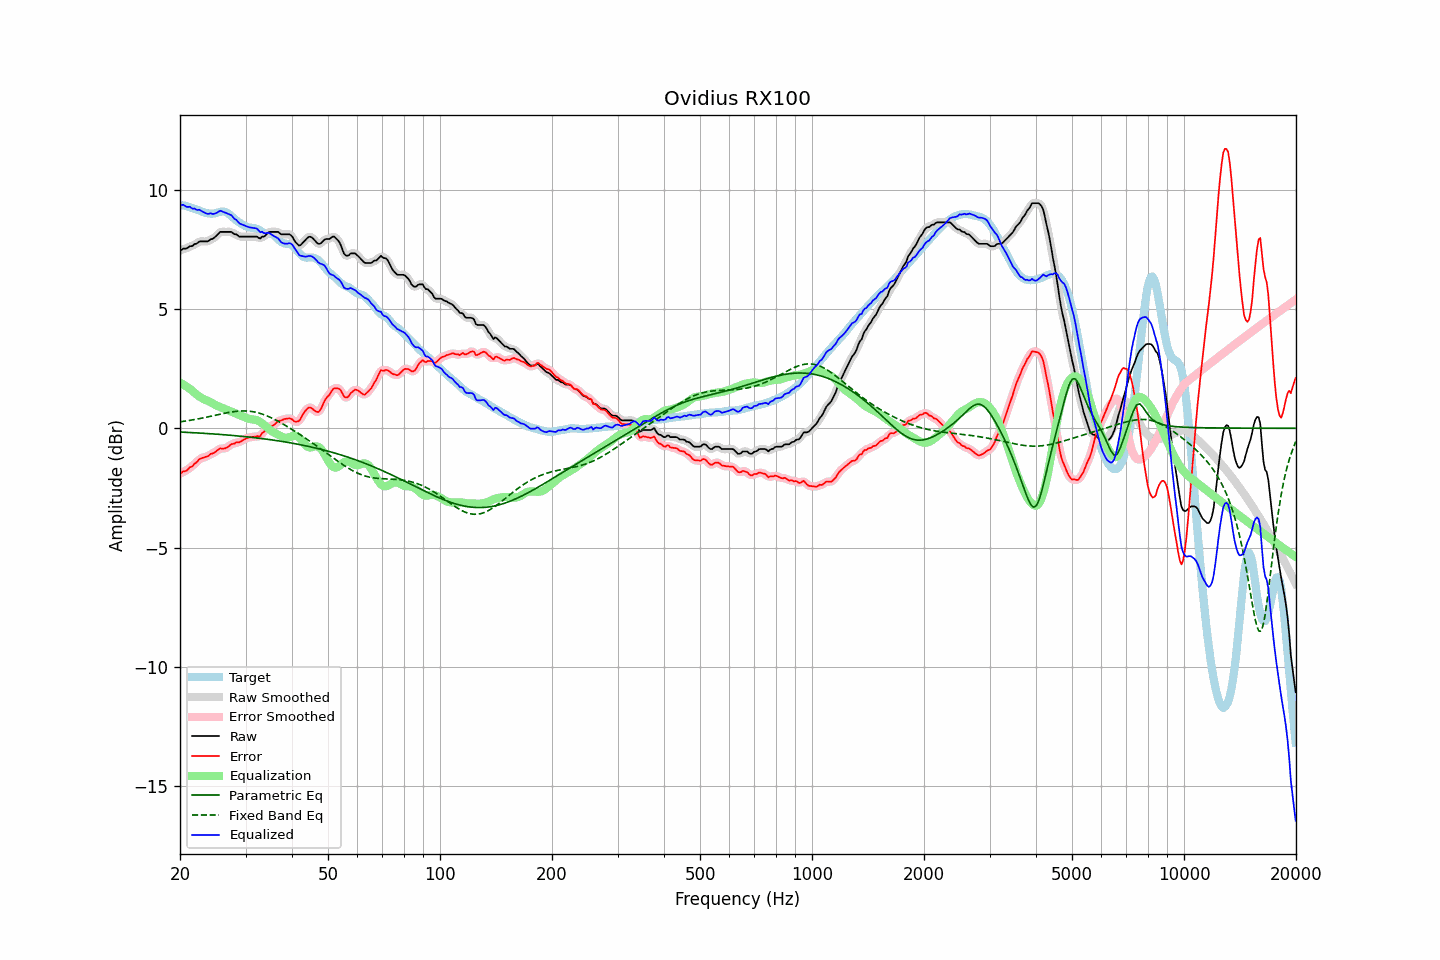 Ovidius RX100
Amplitude (dBr)
10
5
0
−5
−10
−15
Target
Raw Smoothed
Error Smoothed
Raw
Error
Equalization
Parametric Eq
Fixed Band Eq
Equalized
20 50 100 200 500 1000 2000 5000 10000 20000
Frequency (Hz)